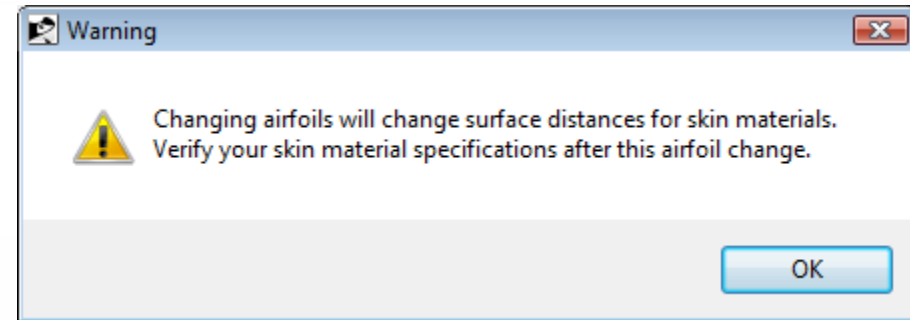 Warning
Changing airfoils will change surface distances for skin materials.
Verify your skin material specifications after this airfoil change.
OK